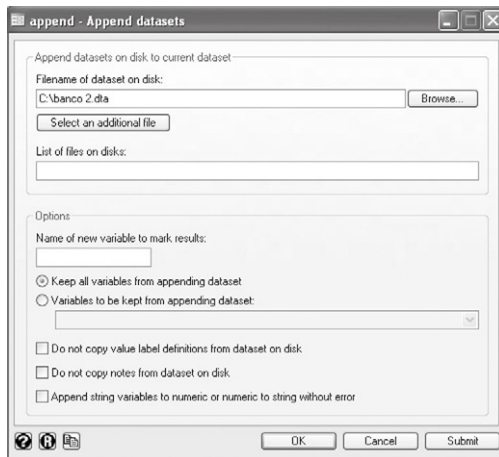 append - Append datasets
Append datasets on disk to current dataset
Filename of dataset on disk:
C:\banco 2.dta
Browse...
Select an additional file
List of files on disks:
Options
Name of new variable to mark results:
Keep all variables from appending dataset
Variables to be kept from appending dataset:
Do not copy value label definitions from dataset on disk
Do not copy notes from dataset on disk
Append string variables to numeric or numeric to string without error
OK Cancel Submit